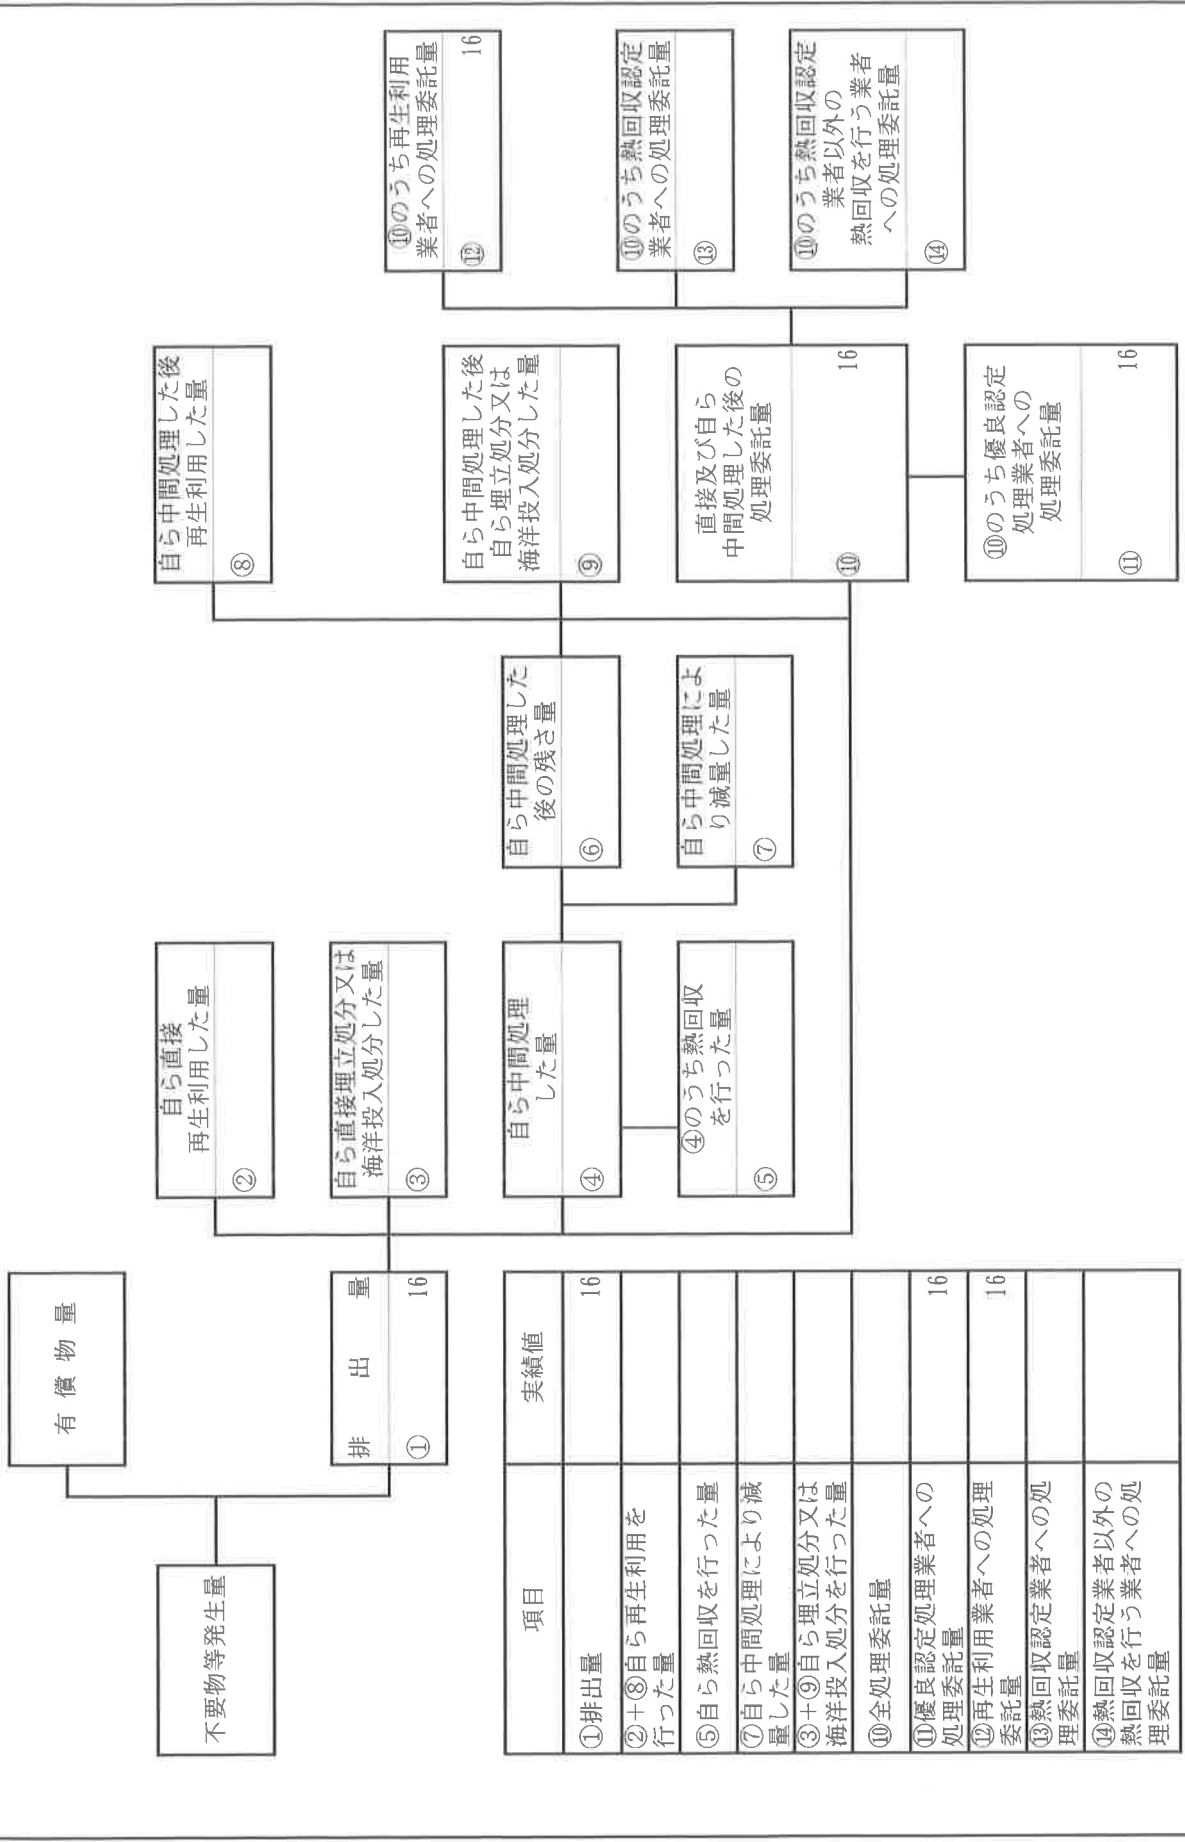 有償物量
不要物等発生量
排出量
① 16
自ら直接
再生利用した量
②
自ら直接埋立処分又は
海洋投入処分した量
③
自ら中間処理
した量
④
④のうち熱回収
を行った量
⑤
自ら中間処理した
後の残さ量
⑥
自ら中間処理によ
り減量した量
⑦
自ら中間処理した後
再生利用した量
⑧
自ら中間処理した後
自ら埋立処分又は
海洋投入処分した量
⑨
直接及び自ら
中間処理した後の
処理委託量
⑩ 16
⑩のうち優良認定
処理業者への
処理委託量
⑪ 16
⑩のうち再生利用
業者への処理委託量
⑫ 16
⑩のうち熱回収認定
業者への処理委託量
⑬
⑩のうち熱回収認定
業者以外の
熱回収を行う業者
への処理委託量
⑭
項目 実績値
①排出量 16
②+⑧自ら再生利用を
行った量
⑤自ら熱回収を行った量
⑦自ら中間処理により減
量した量
③+⑨自ら埋立処分又は
海洋投入処分を行った量
⑩全処理委託量
⑪優良認定処理業者への
処理委託量 16
⑫再生利用業者への処理
委託量 16
⑬熱回収認定業者への処
理委託量
⑭熱回収認定業者以外の
熱回収を行う業者への処
理委託量